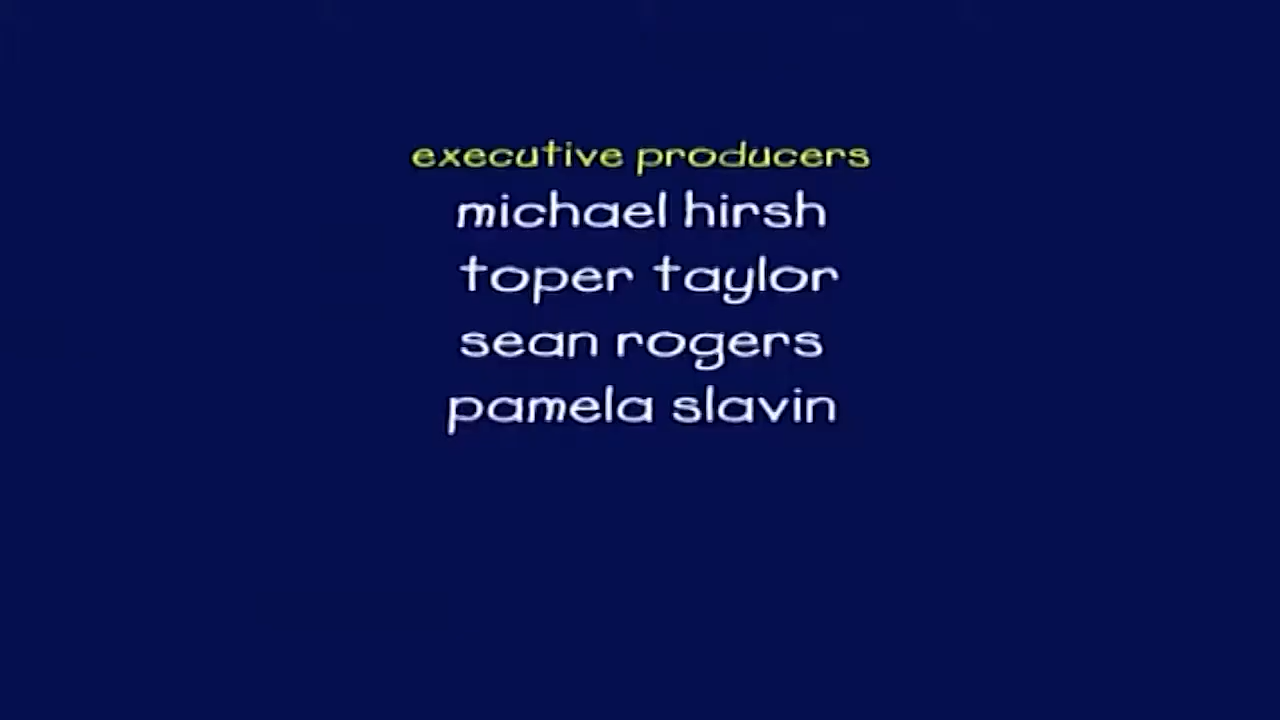 executive producers
michael hirsh
toper taylor
sean rogers
pamela slavin